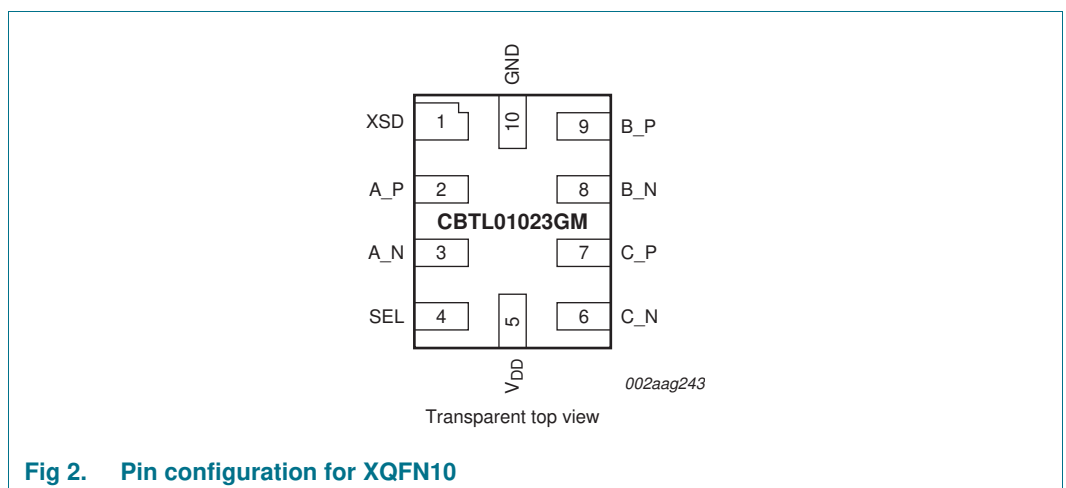 GND
XSD 1 10 9 B_P
A_P 2 8 B_N
CBTL01023GM
A_N 3 7 C_P
SEL 4 5 6 C_N
VDD
002aag243
Transparent top view
Fig 2. Pin configuration for XQFN10